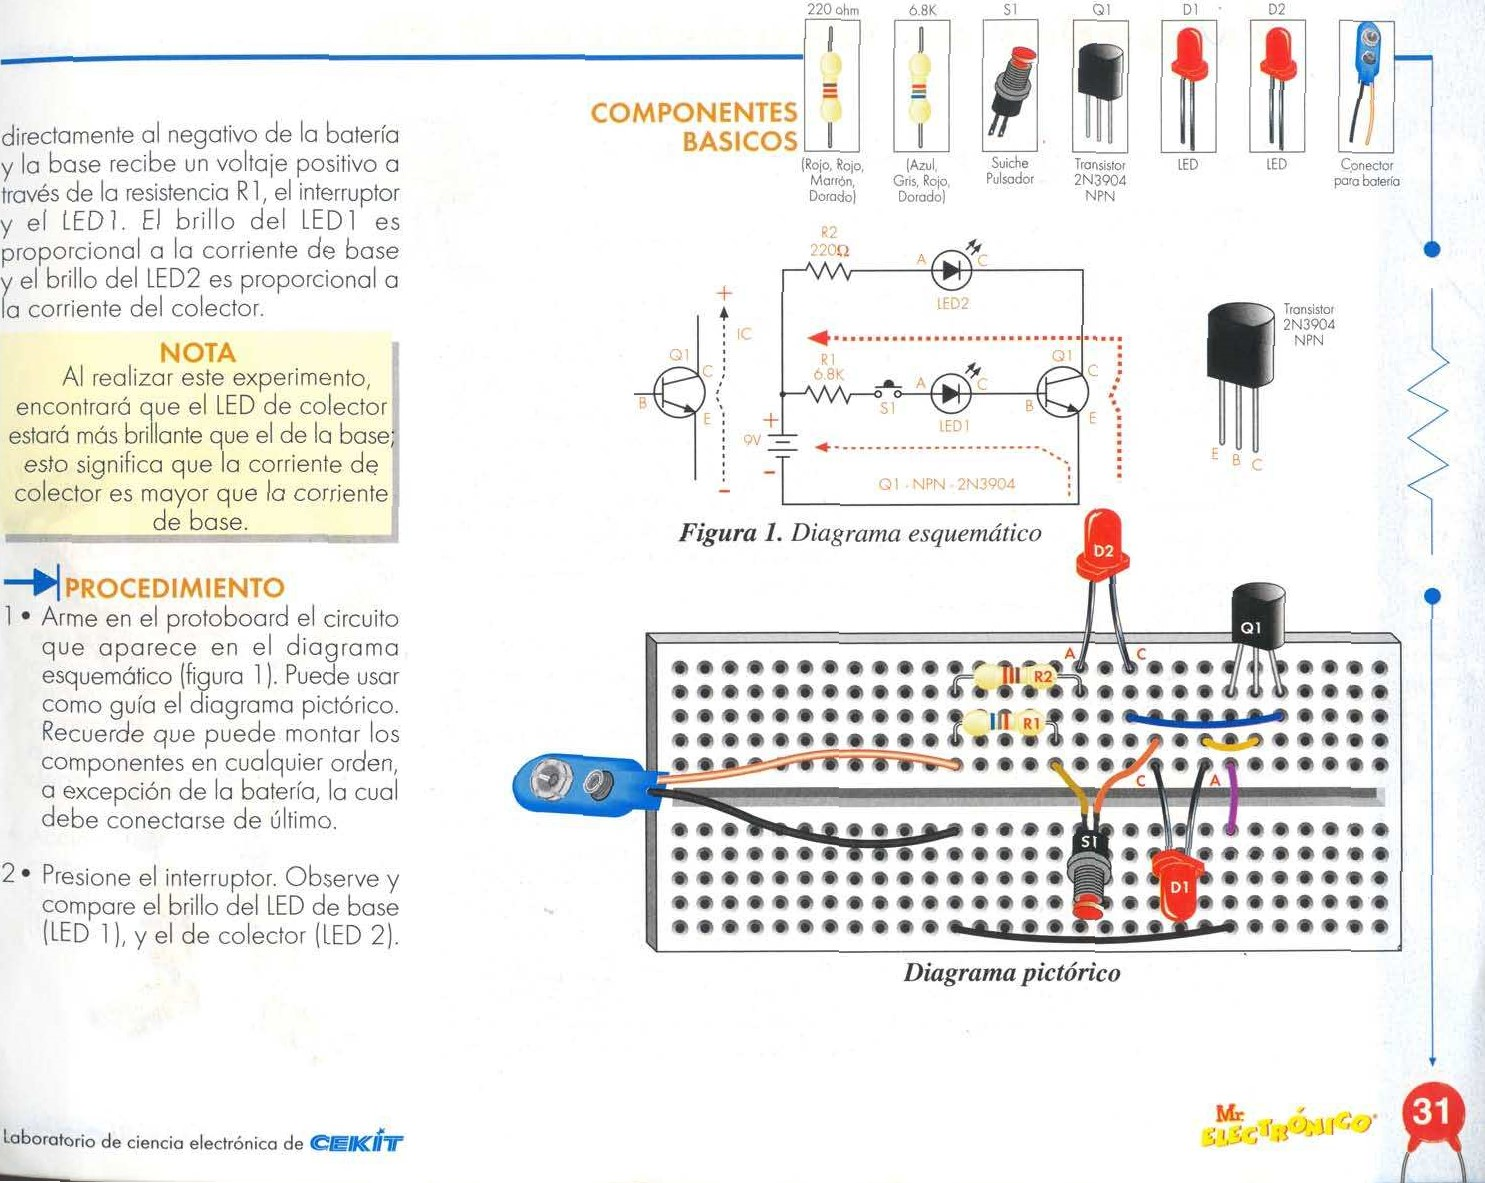 220 ohm
6.8K
S1
Q1
D1
D2
COMPONENTES
BASICOS
(Rojo, Rojo,
Marrón,
Dorado)
(Azul,
Gris, Rojo,
Dorado)
Suiche
Pulsador
Transistor
2N3904
NPN
LED
LED
Conector
para batería
directamente al negativo de la batería
y la base recibe un voltaje positivo a
través de la resistencia R1, el interruptor
y el LED1. El brillo del LED1 es
proporcional a la corriente de base
y el brillo del LED2 es proporcional a
la corriente del colector.
NOTA
Al realizar este experimento,
encontrará que el LED de colector
estará más brillante que el de la base;
esto significa que la corriente de
colector es mayor que la corriente
de base.
PROCEDIMIENTO
1 • Arme en el protoboard el circuito
que aparece en el diagrama
esquemático (figura 1). Puede usar
como guía el diagrama pictórico.
Recuerde que puede montar los
componentes en cualquier orden,
a excepción de la batería, la cual
debe conectarse de último.
2 • Presione el interruptor. Observe y
compare el brillo del LED de base
(LED 1), y el de colector (LED 2).
+
IC
Q1
C
B
E
-
R2
220Ω
A
C
LED2
R1
6.8K
S1
A
C
LED1
Q1
C
B
E
+
9V
-
Q1 - NPN - 2N3904
Transistor
2N3904
NPN
E B C
Figura 1. Diagrama esquemático
D2
A
C
Q1
R2
R1
C
A
S1
D1
Diagrama pictórico
Laboratorio de ciencia electrónica de CEKIT
Mr.
ELECTRÓNICO
31